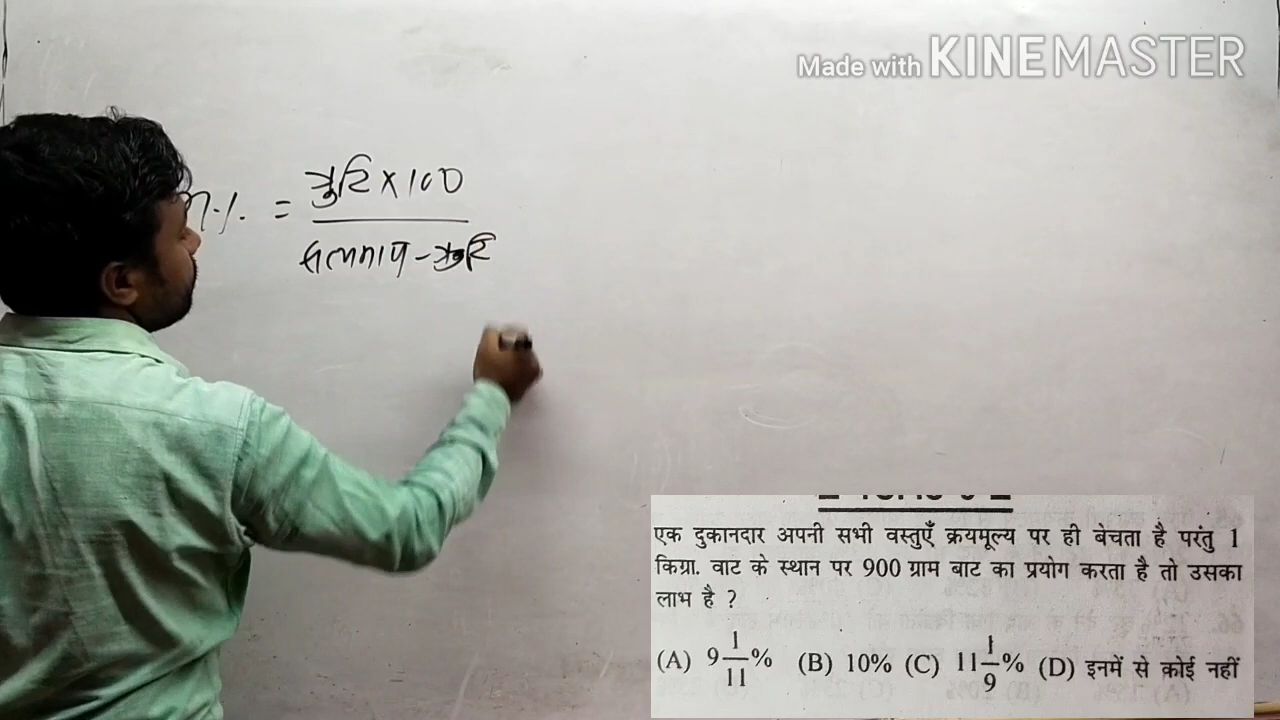 Made with KINEMASTER
% = त्रुटि × 100
सत्यमाप - त्रुटि
एक दुकानदार अपनी सभी वस्तुएँ क्रयमूल्य पर ही बेचता है परंतु 1
किग्रा. वाट के स्थान पर 900 ग्राम बाट का प्रयोग करता है तो उसका
लाभ है ?
(A) 9 1/11 % (B) 10% (C) 11 1/9 % (D) इनमें से कोई नहीं